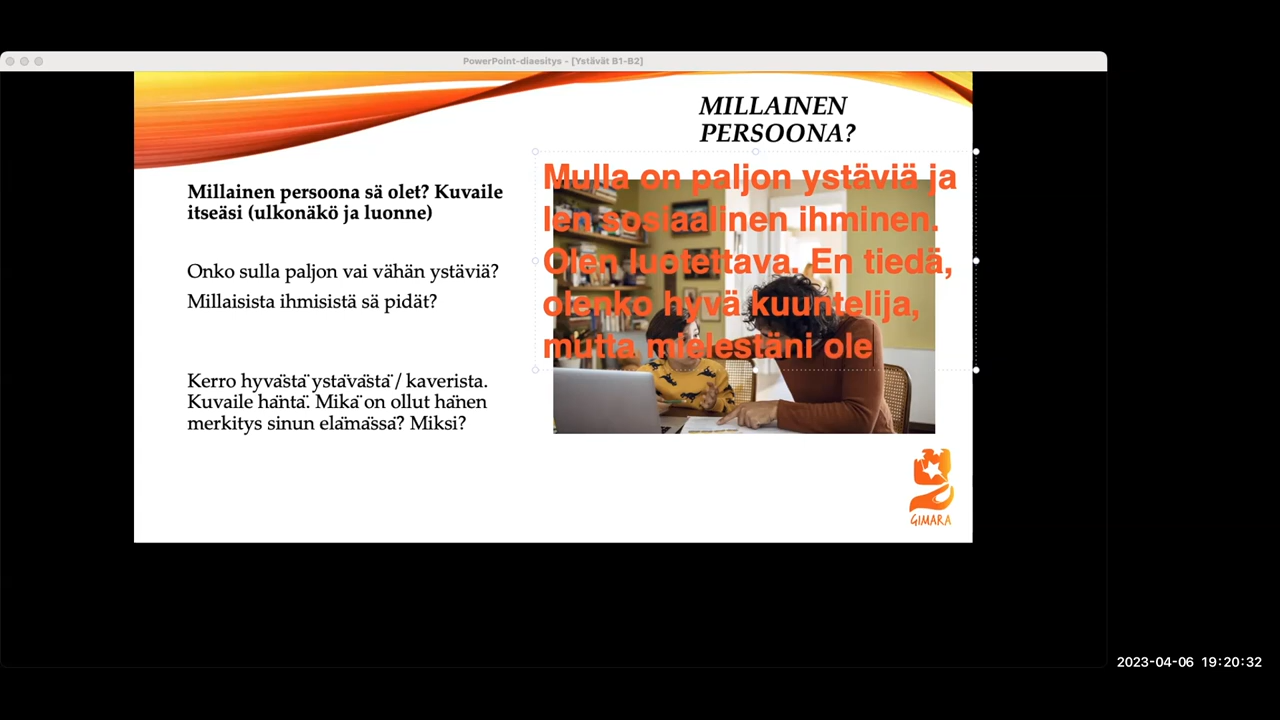 PowerPoint-diaesitys - [Ystävät B1-B2]
MILLAINEN
PERSOONA?
Millainen persoona sä olet? Kuvaile
itseäsi (ulkonäkö ja luonne)
Onko sulla paljon vai vähän ystäviä?
Millaisista ihmisistä sä pidät?
Kerro hyvästä ystävästä / kaverista.
Kuvaile häntä. Mikä on ollut hänen
merkitys sinun elämässä? Miksi?
Mulla on paljon ystäviä ja
len sosiaalinen ihminen.
Olen luotettava. En tiedä,
olenko hyvä kuuntelija,
mutta mielestäni ole
GIMARA
2023-04-06 19:20:32